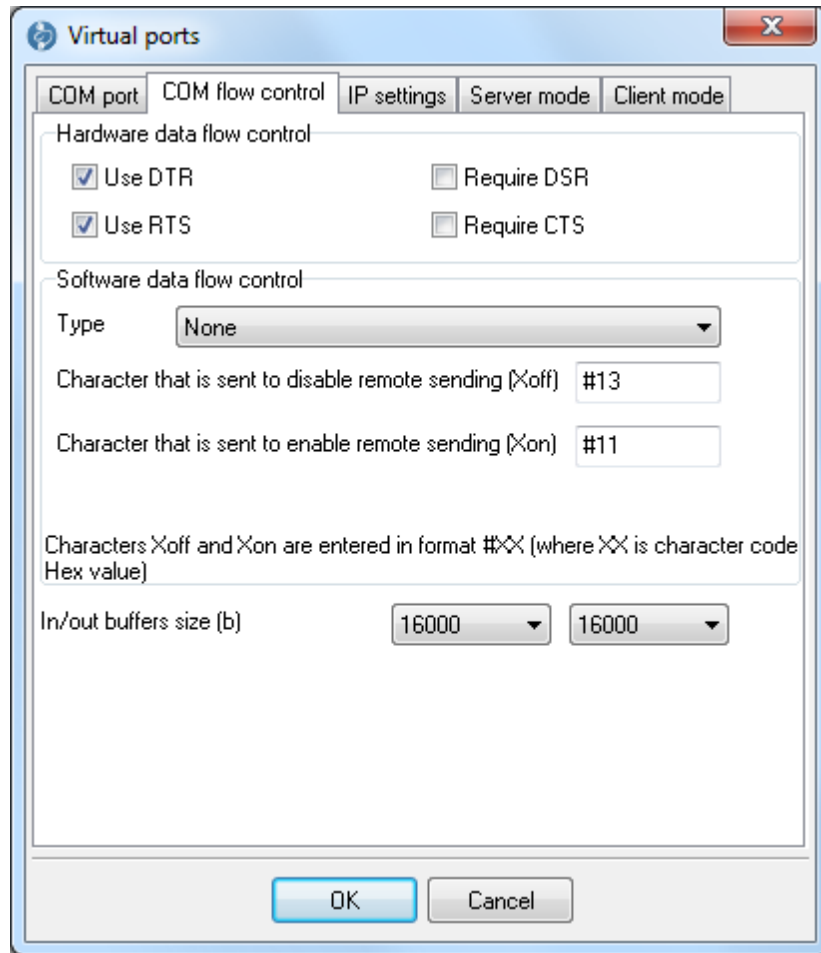 Virtual ports
COM port COM flow control IP settings Server mode Client mode
Hardware data flow control
Use DTR Require DSR
Use RTS Require CTS
Software data flow control
Type None
Character that is sent to disable remote sending (Xoff) #13
Character that is sent to enable remote sending (Xon) #11
Characters Xoff and Xon are entered in format #XX (where XX is character code
Hex value)
In/out buffers size (b) 16000 16000
OK Cancel